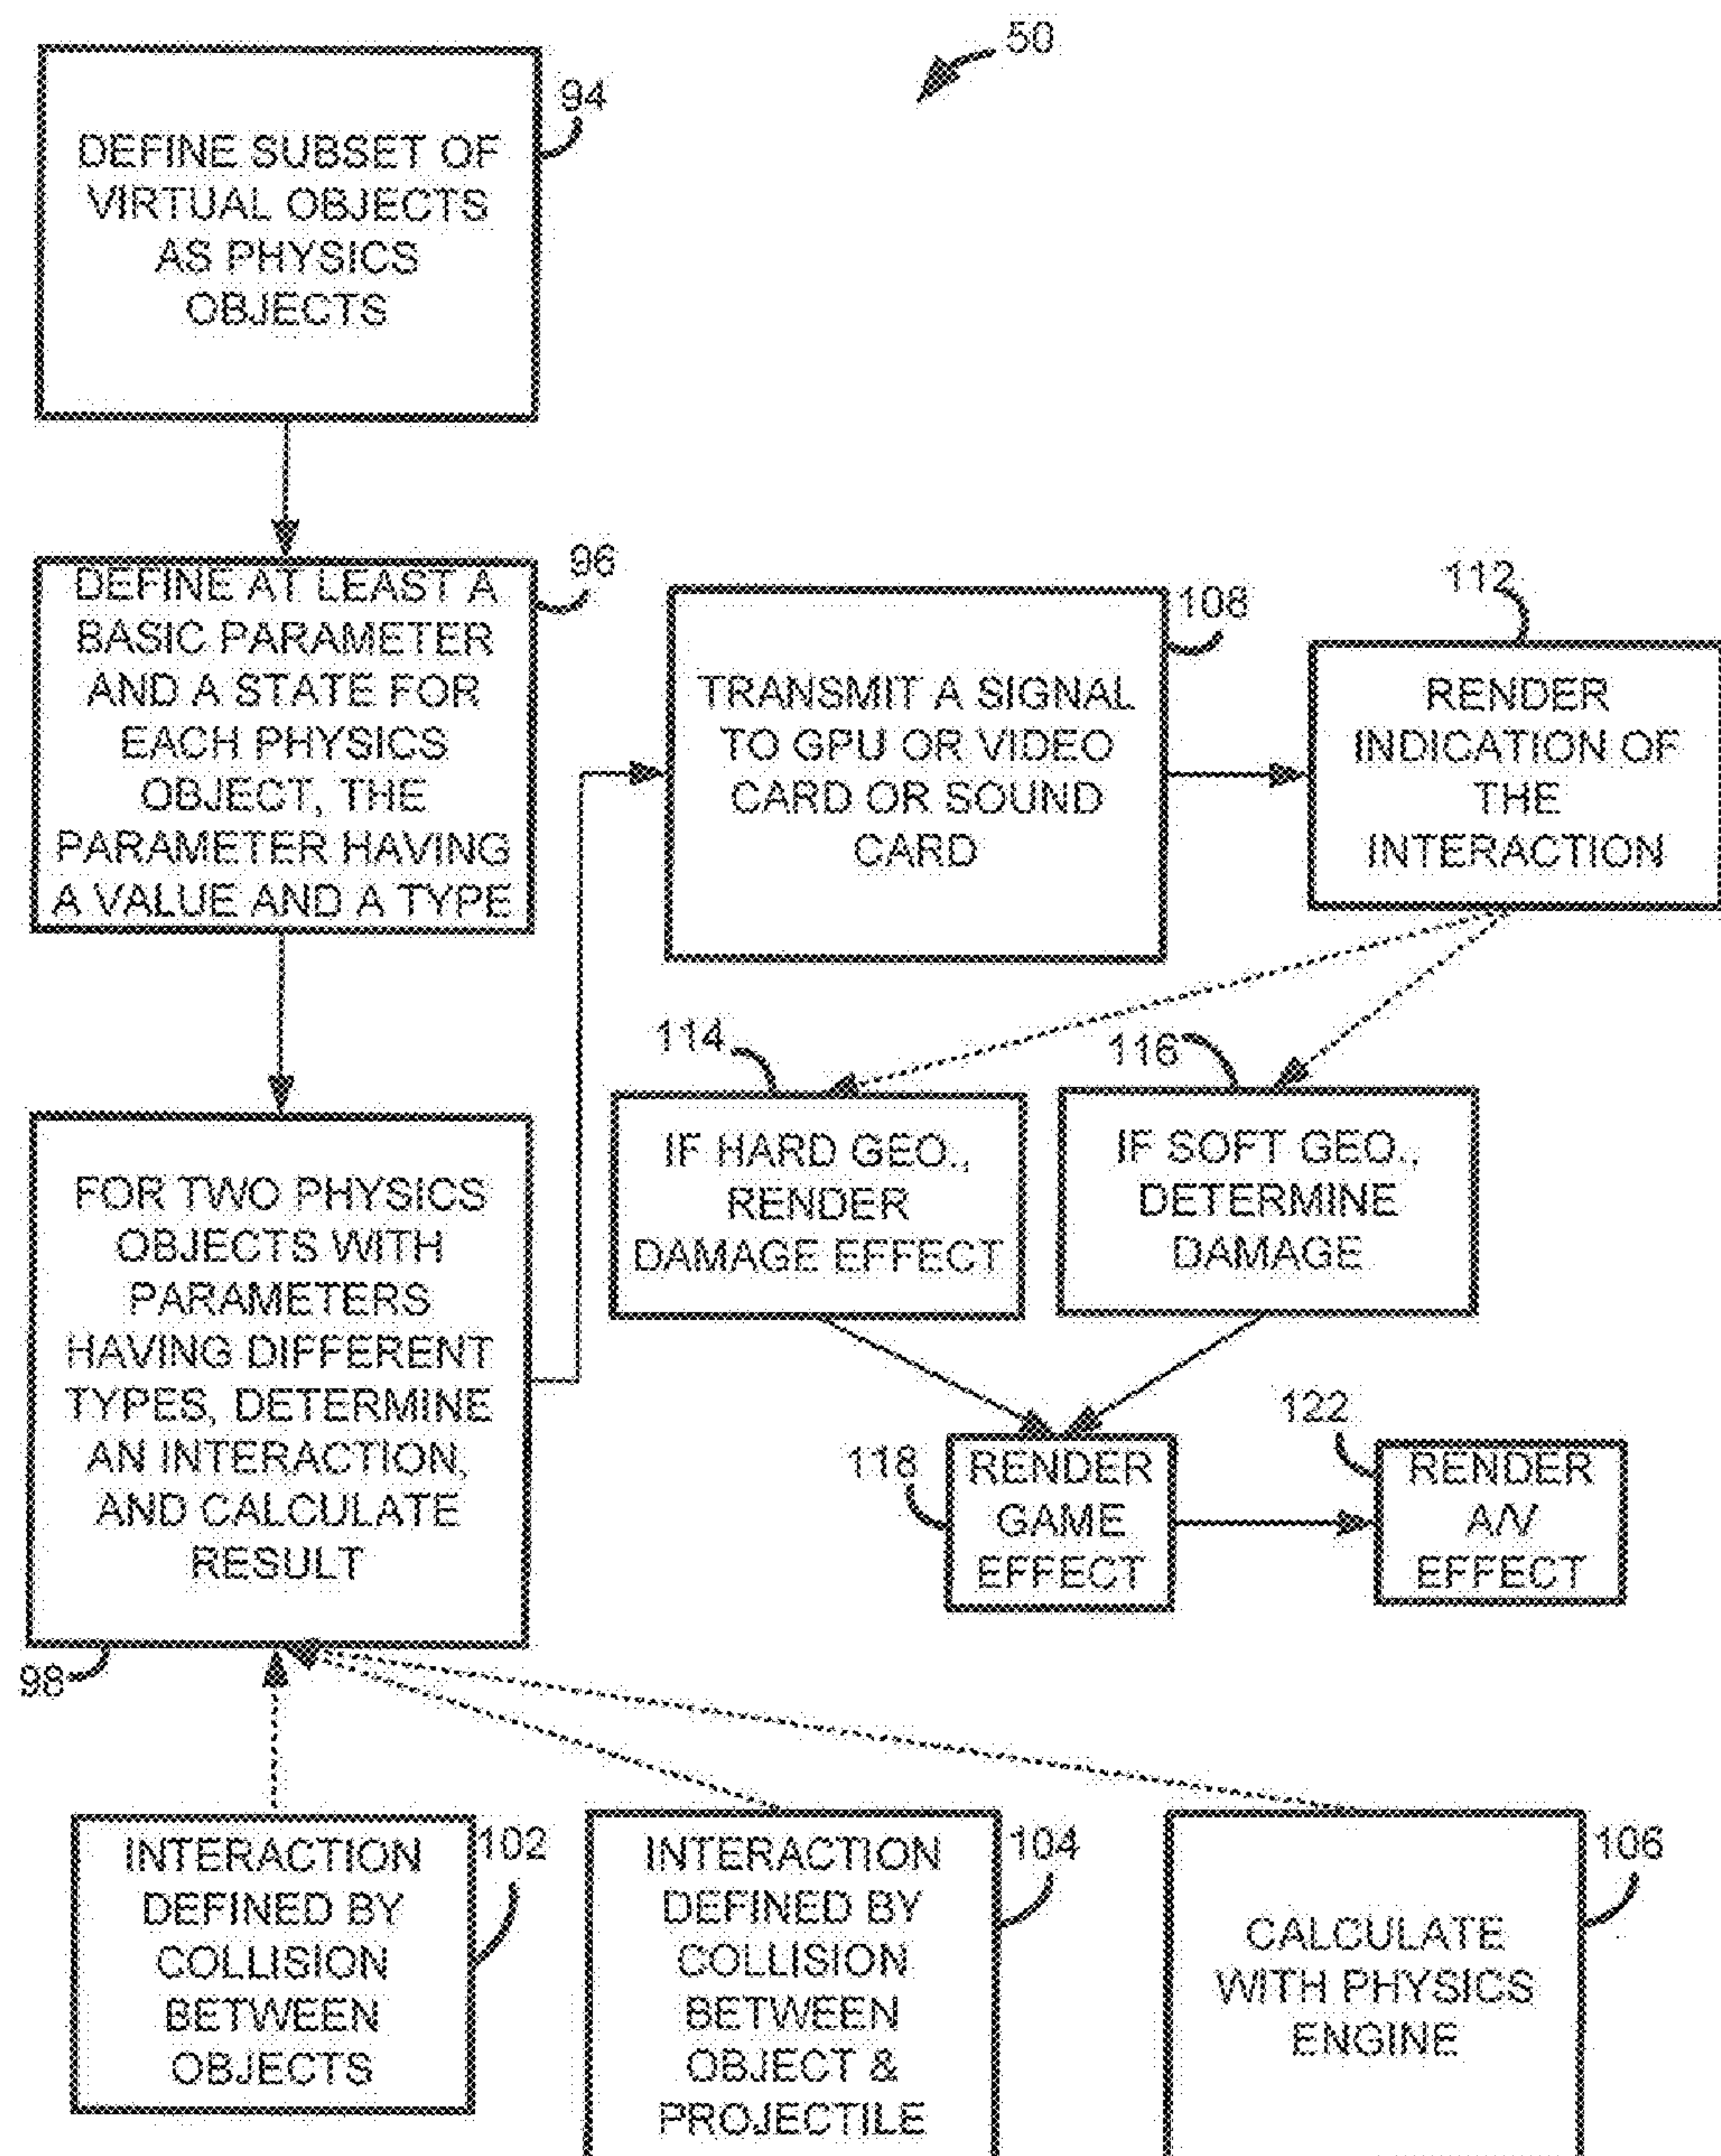 50
94
DEFINE SUBSET OF
VIRTUAL OBJECTS
AS PHYSICS
OBJECTS
96
DEFINE AT LEAST A
BASIC PARAMETER
AND A STATE FOR
EACH PHYSICS
OBJECT, THE
PARAMETER HAVING
A VALUE AND A TYPE
108
TRANSMIT A SIGNAL
TO GPU OR VIDEO
CARD OR SOUND
CARD
112
RENDER
INDICATION OF
THE
INTERACTION
114
IF HARD GEO.,
RENDER
DAMAGE EFFECT
116
IF SOFT GEO.,
DETERMINE
DAMAGE
FOR TWO PHYSICS
OBJECTS WITH
PARAMETERS
HAVING DIFFERENT
TYPES, DETERMINE
AN INTERACTION,
AND CALCULATE
RESULT
98
118
RENDER
GAME
EFFECT
122
RENDER
A/V
EFFECT
102
INTERACTION
DEFINED BY
COLLISION
BETWEEN
OBJECTS
104
INTERACTION
DEFINED BY
COLLISION
BETWEEN
OBJECT &
PROJECTILE
106
CALCULATE
WITH PHYSICS
ENGINE